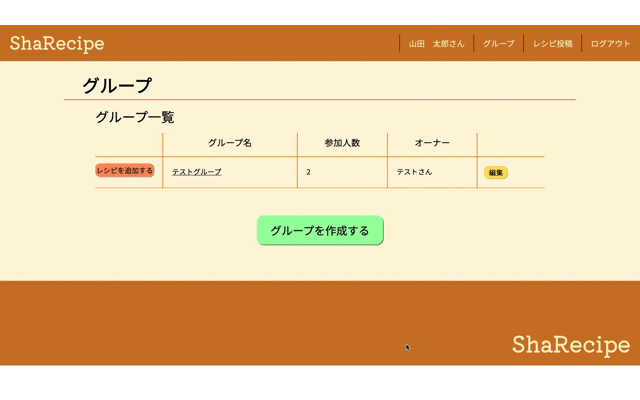 ShaRecipe
山田　太郎さん
グループ
レシピ投稿
ログアウト
グループ
グループ一覧
グループ名
参加人数
オーナー
レシピを追加する
テストグループ
2
テストさん
編集
グループを作成する
ShaRecipe